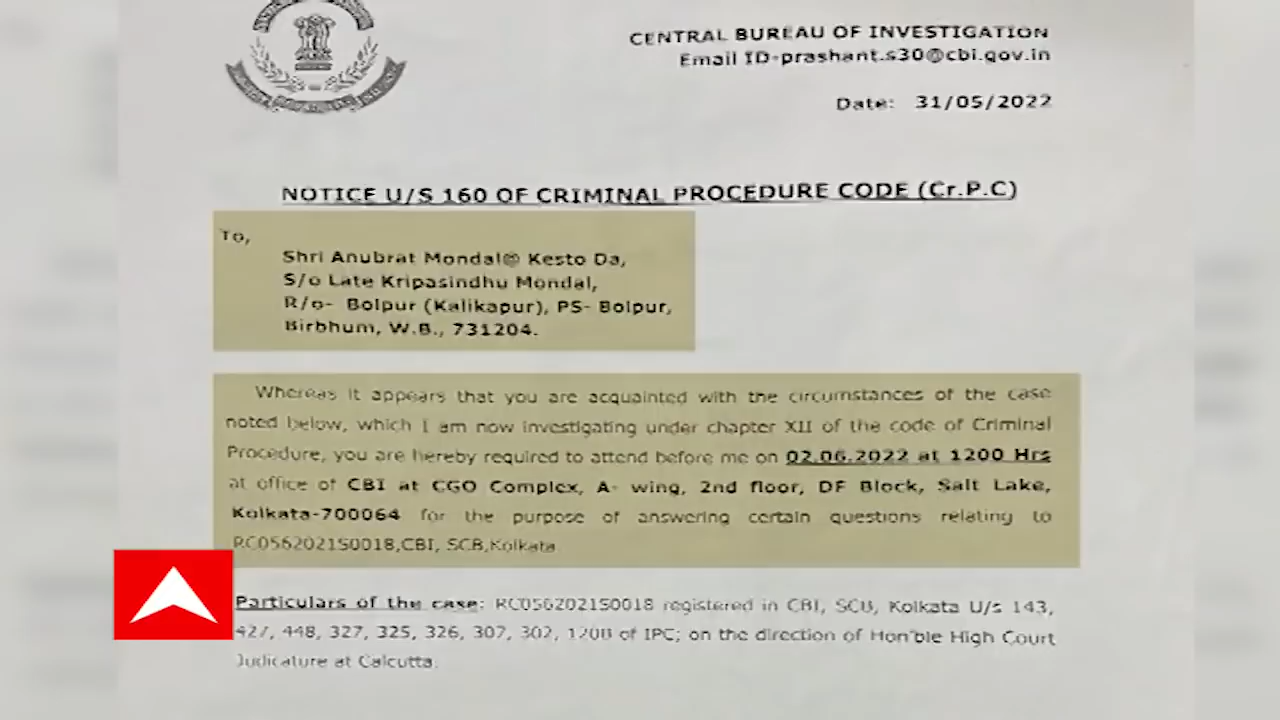 CENTRAL BUREAU OF INVESTIGATION
Email ID-prashant.s30@cbi.gov.in
Date: 31/05/2022
NOTICE U/S 160 OF CRIMINAL PROCEDURE CODE (Cr.P.C)
To,
Shri Anubrat Mondal@ Kesto Da,
S/o Late Kripasindhu Mondal,
R/o- Bolpur (Kalikapur), PS- Bolpur,
Birbhum, W.B., 731204.
Whereas it appears that you are acquainted with the circumstances of the case
noted below, which I am now investigating under chapter XII of the code of Criminal
Procedure, you are hereby required to attend before me on 02.06.2022 at 1200 Hrs
at office of CBI at CGO Complex, A- wing, 2nd floor, DF Block, Salt Lake,
Kolkata-700064 for the purpose of answering certain questions relating to
RC0562021S0018,CBI, SCB,Kolkata
Particulars of the case: RC0562021S0018 registered in CBI, SCB, Kolkata U/s 143,
427, 448, 327, 325, 326, 307, 302, 120B of IPC; on the direction of Hon'ble High Court
Judicature at Calcutta.